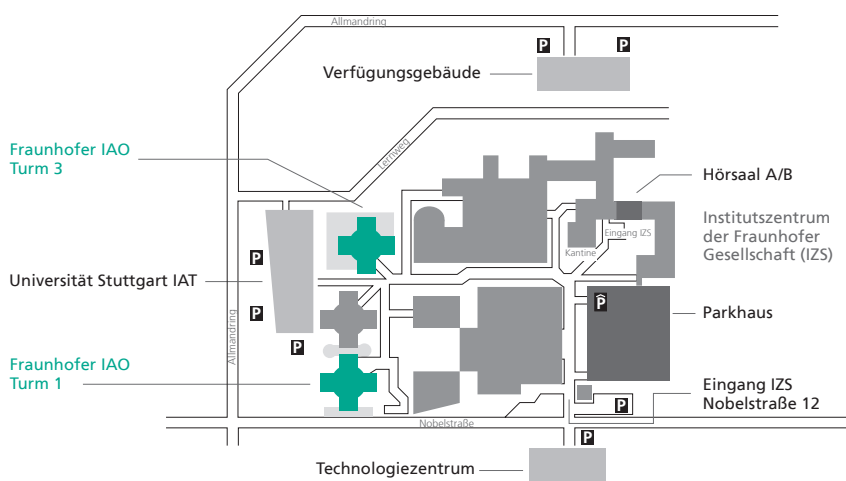 Allmandring
P
P
Verfügungsgebäude
Fraunhofer IAO
Turm 3
Lernweg
Hörsaal A/B
Institutszentrum
der Fraunhofer
Gesellschaft (IZS)
Eingang IZS
Kantine
P
Universität Stuttgart IAT
P
P
P
Parkhaus
P
Allmandring
Fraunhofer IAO
Turm 1
Eingang IZS
Nobelstraße 12
P
Nobelstraße
P
Technologiezentrum